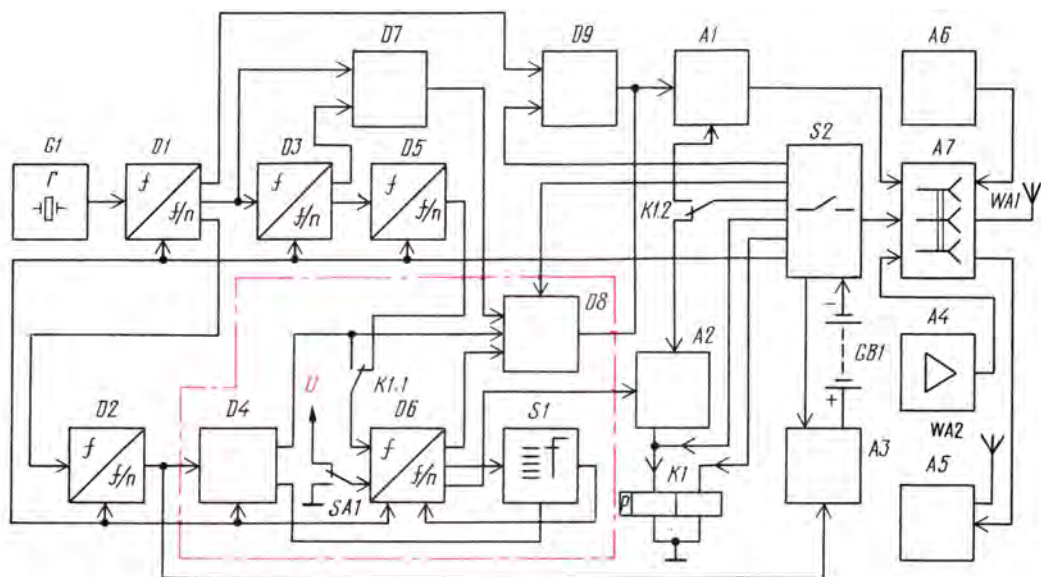 D7 D9 A1 A6
G1 D1 D3 D5 S2 A7
Г f f/n f f/n f f/n K1.2 WA1
D8 A4
U K1.1 A2 − GB1 +
D2 D4 D6 S1 WA2
f f/n f f/n K1 A3 A5
SA1 P